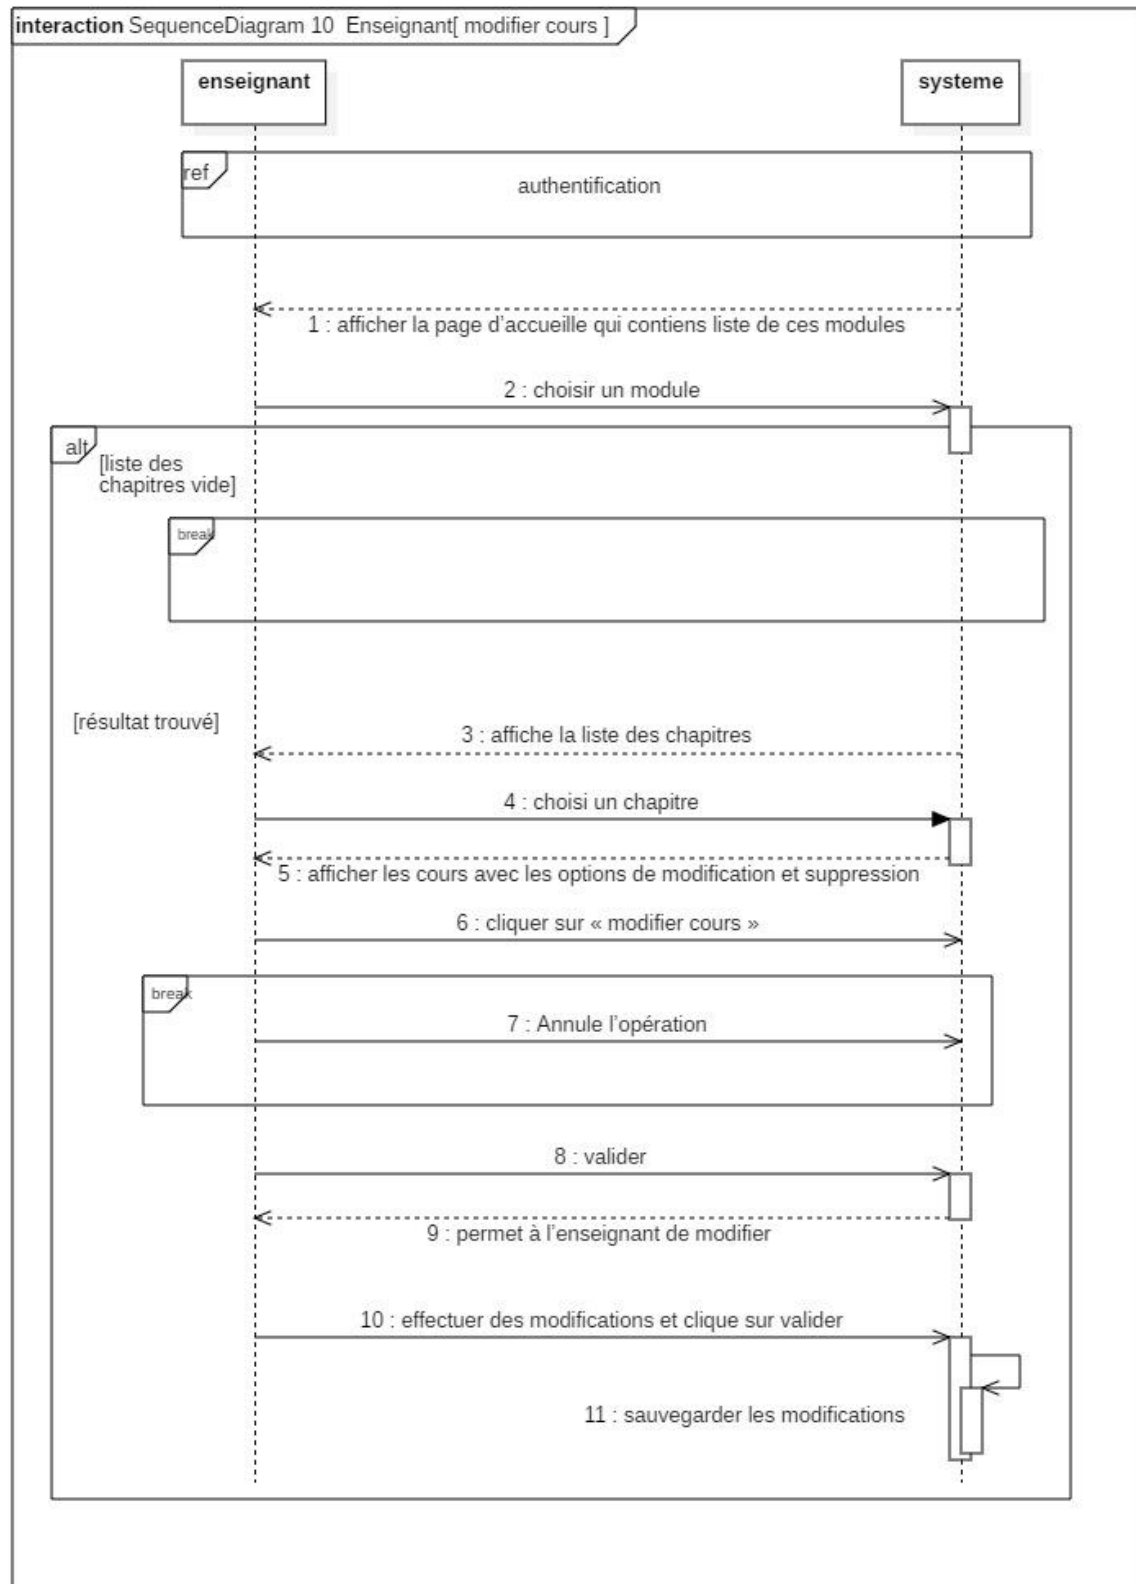 interaction SequenceDiagram 10 Enseignant[ modifier cours ]
enseignant
systeme
ref
authentification
1 : afficher la page d’accueille qui contiens liste de ces modules
2 : choisir un module
alt
[liste des
chapitres vide]
break
[résultat trouvé]
3 : affiche la liste des chapitres
4 : choisi un chapitre
5 : afficher les cours avec les options de modification et suppression
6 : cliquer sur « modifier cours »
break
7 : Annule l’opération
8 : valider
9 : permet à l’enseignant de modifier
10 : effectuer des modifications et clique sur valider
11 : sauvegarder les modifications